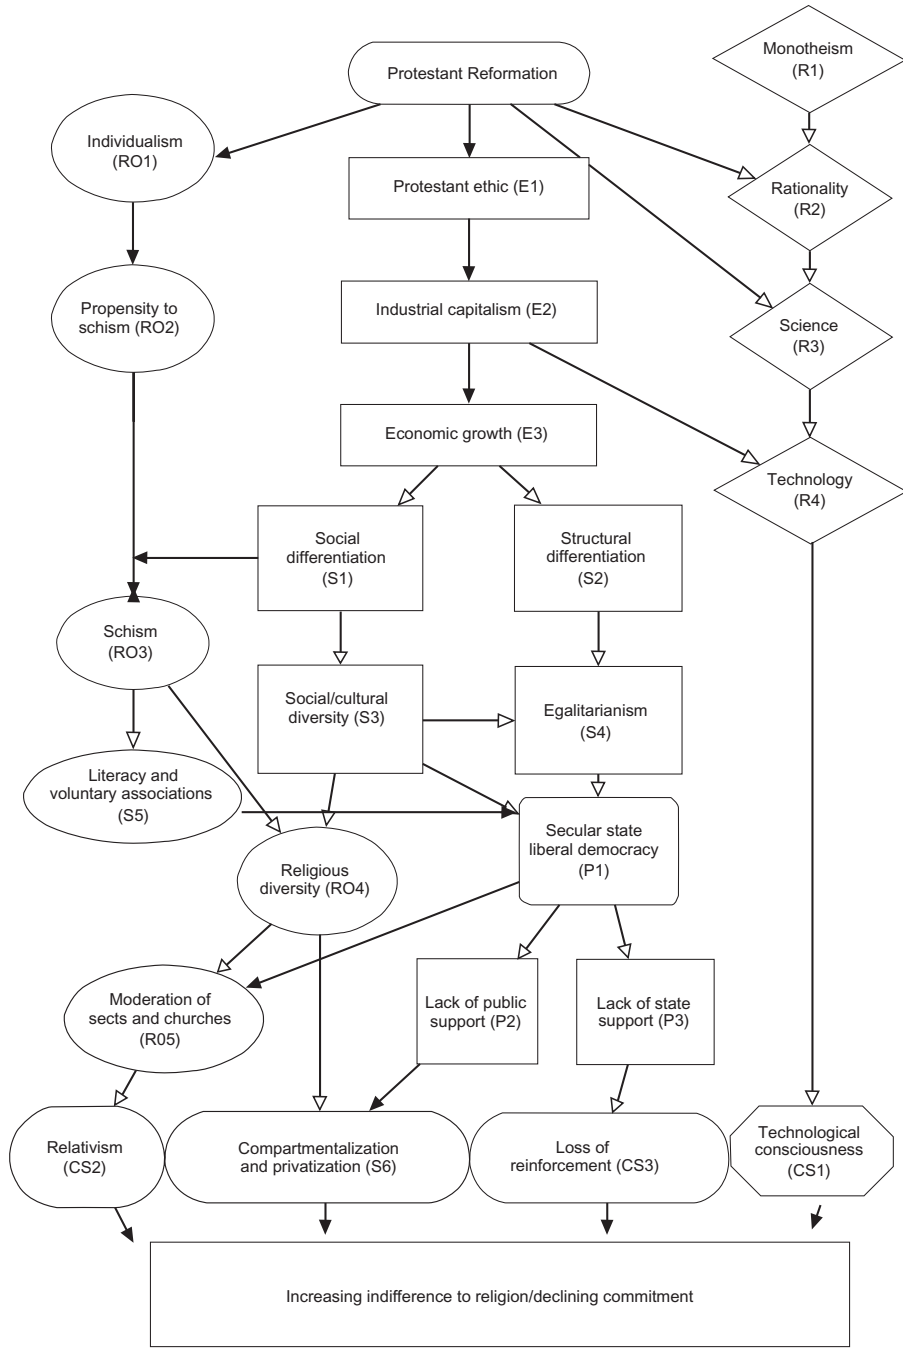 Protestant Reformation
Monotheism
(R1)
Individualism
(RO1)
Protestant ethic (E1)
Rationality
(R2)
Propensity to
schism (RO2)
Industrial capitalism (E2)
Science
(R3)
Economic growth (E3)
Technology
(R4)
Social
differentiation
(S1)
Structural
differentiation
(S2)
Schism
(RO3)
Social/cultural
diversity (S3)
Egalitarianism
(S4)
Literacy and
voluntary associations
(S5)
Secular state
liberal democracy
(P1)
Religious
diversity (RO4)
Moderation of
sects and churches
(R05)
Lack of public
support (P2)
Lack of state
support (P3)
Relativism
(CS2)
Compartmentalization
and privatization (S6)
Loss of
reinforcement (CS3)
Technological
consciousness
(CS1)
Increasing indifference to religion/declining commitment